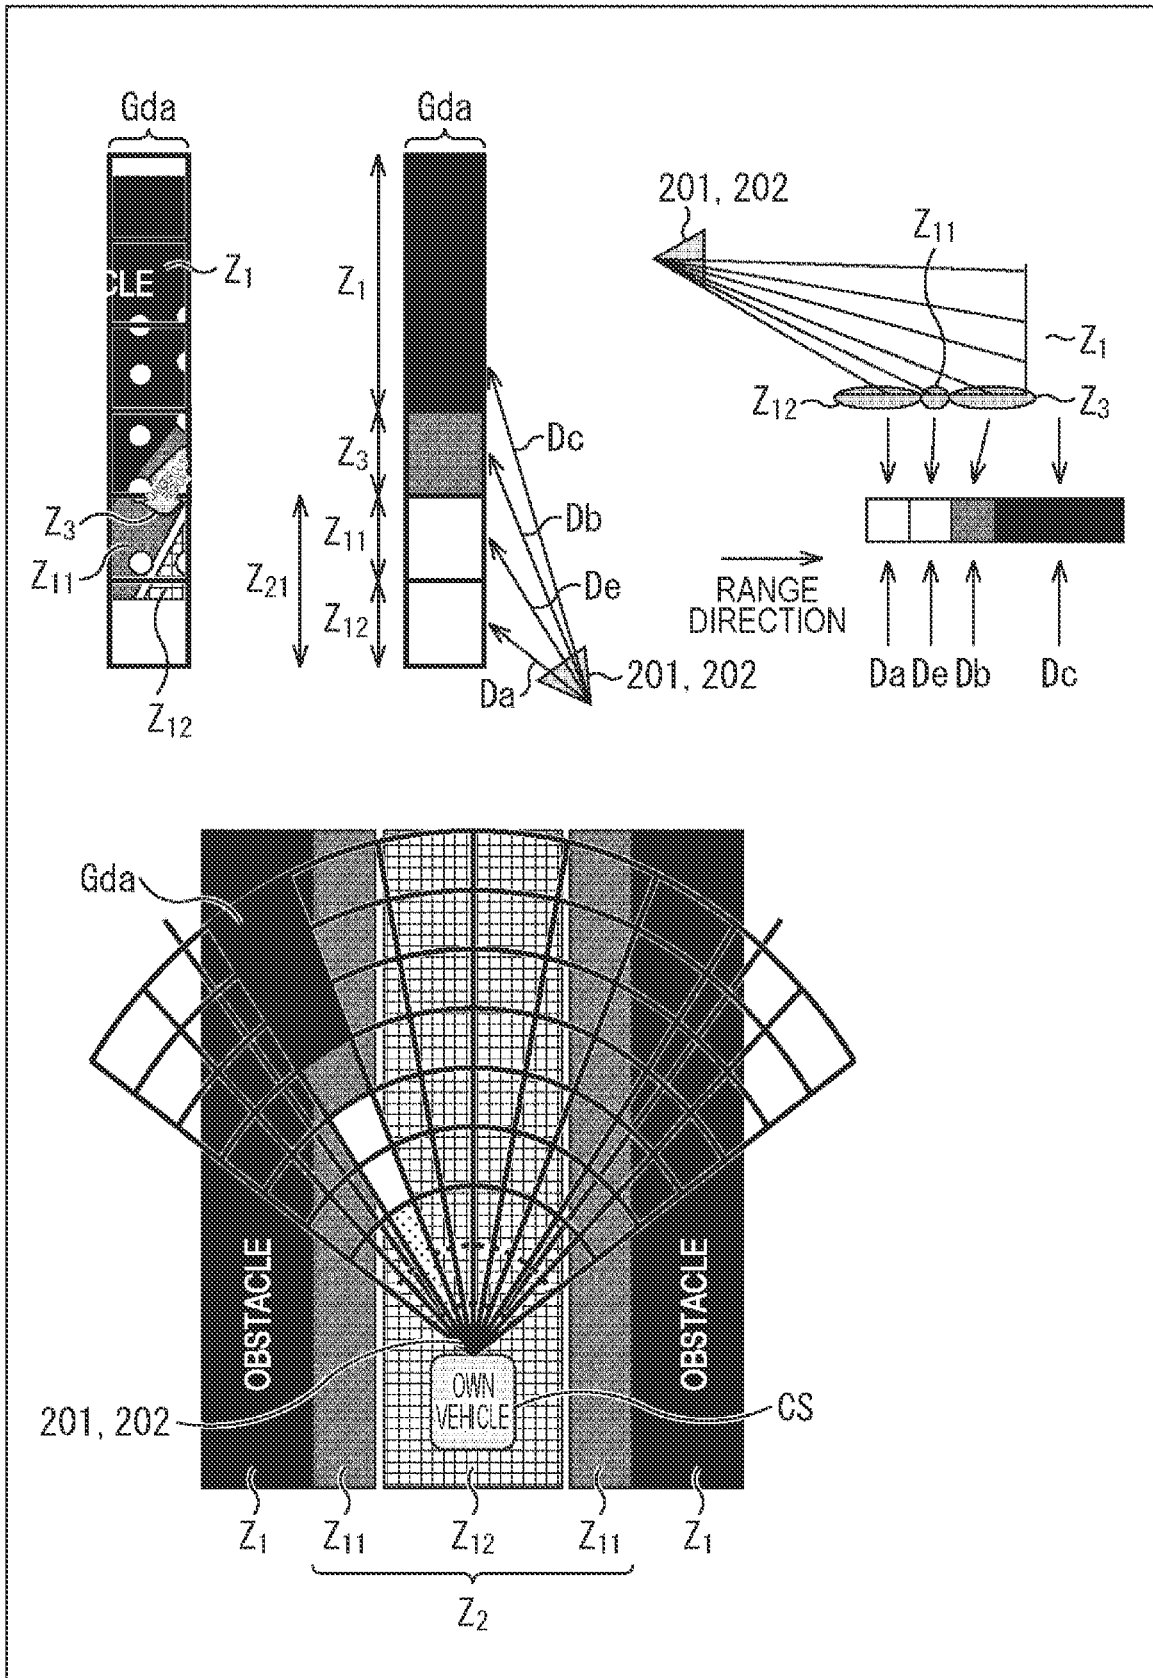 Gda
CLE
Z1
Z3
Z11
Z12
Gda
Z1
Z3
Z11
Z21
Z12
Dc
Db
De
Da
201, 202
201, 202
Z11
Z1
Z12
Z3
RANGE
DIRECTION
Da De Db Dc
Gda
OBSTACLE
OBSTACLE
OWN
VEHICLE
CS
201, 202
Z1 Z11 Z12 Z11 Z1
Z2